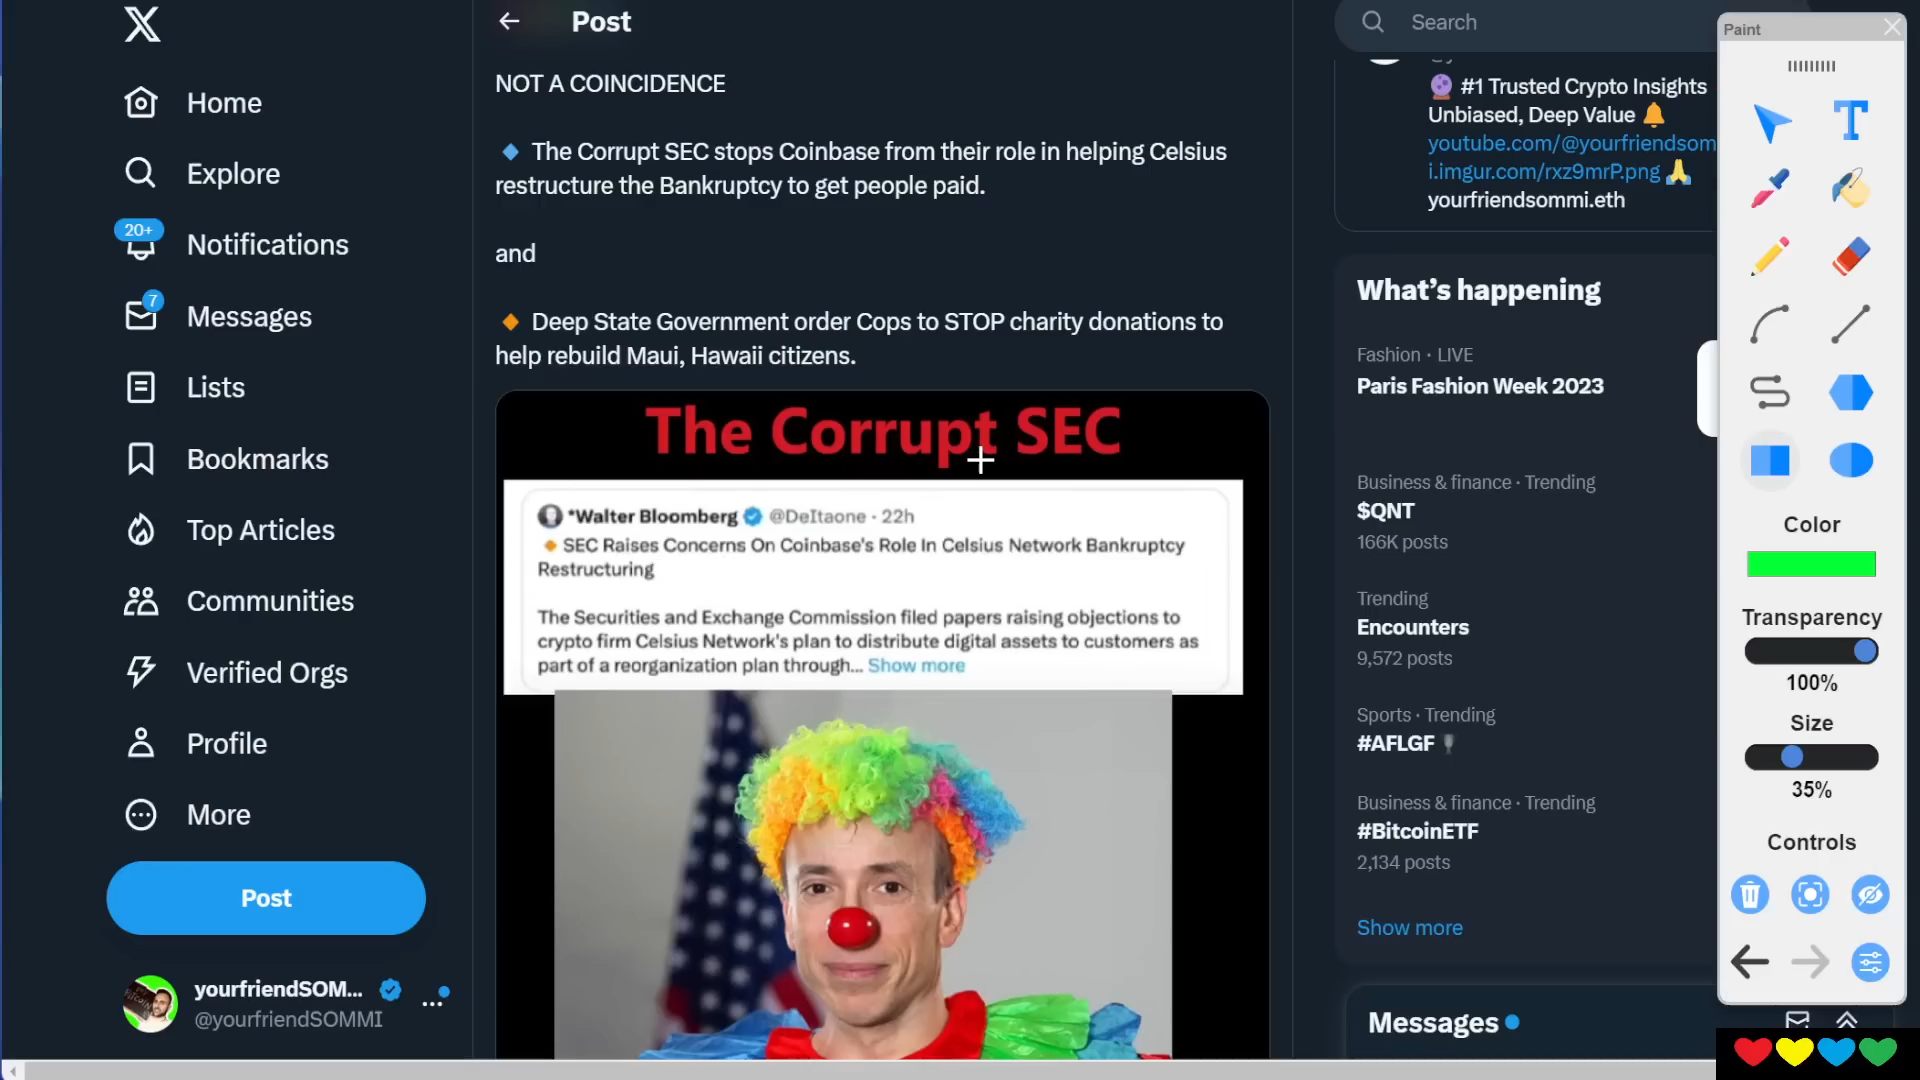 Post
NOT A COINCIDENCE
The Corrupt SEC stops Coinbase from their role in helping Celsius
restructure the Bankruptcy to get people paid.
and
Deep State Government order Cops to STOP charity donations to
help rebuild Maui, Hawaii citizens.
The Corrupt SEC
*Walter Bloomberg @DeItaone · 22h
SEC Raises Concerns On Coinbase's Role In Celsius Network Bankruptcy
Restructuring
The Securities and Exchange Commission filed papers raising objections to
crypto firm Celsius Network's plan to distribute digital assets to customers as
part of a reorganization plan through... Show more
X
Home
Explore
20+
Notifications
7
Messages
Lists
Bookmarks
Top Articles
Communities
Verified Orgs
Profile
More
Post
yourfriendSOM...
@yourfriendSOMMI
Search
#1 Trusted Crypto Insights
Unbiased, Deep Value
youtube.com/@yourfriendsom
i.imgur.com/rxz9mrP.png
yourfriendsommi.eth
What's happening
Fashion · LIVE
Paris Fashion Week 2023
Business & finance · Trending
$QNT
166K posts
Trending
Encounters
9,572 posts
Sports · Trending
#AFLGF
Business & finance · Trending
#BitcoinETF
2,134 posts
Show more
Messages
Paint
T
Color
Transparency
100%
Size
35%
Controls